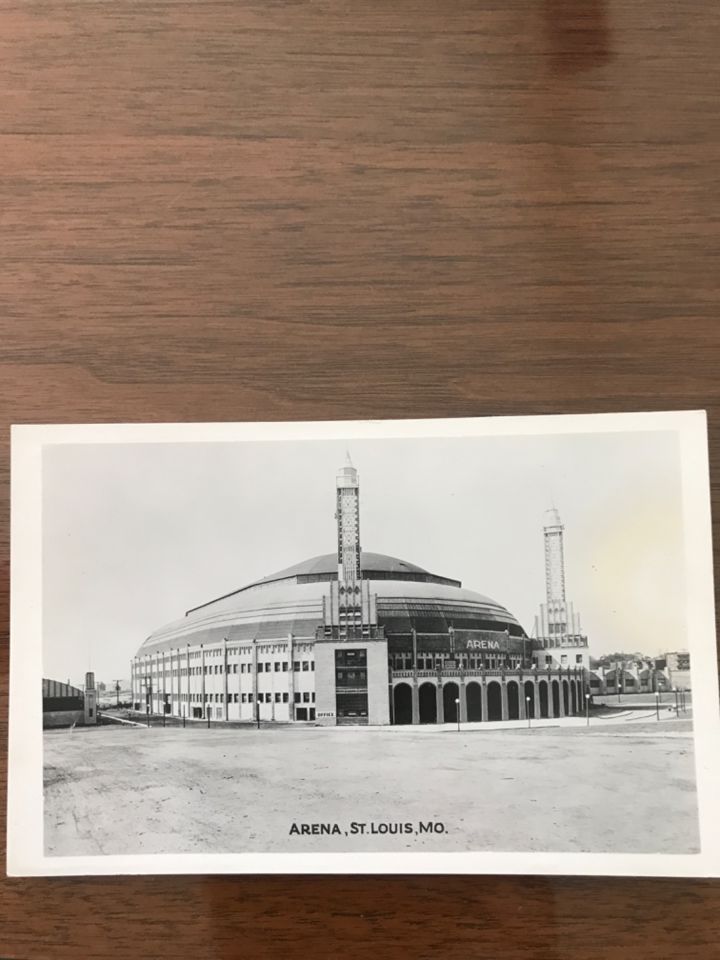 ARENA
OFFICE
ARENA, ST. LOUIS, MO.